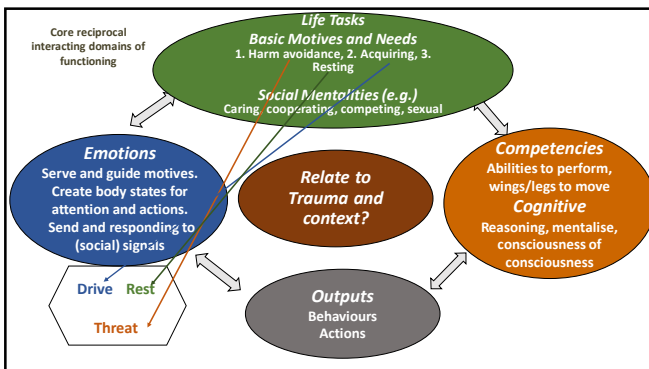 Core reciprocal
interacting domains of
functioning
Life Tasks
Basic Motives and Needs
1. Harm avoidance, 2. Acquiring, 3.
Resting
Social Mentalities (e.g.)
Caring, cooperating, competing, sexual
Emotions
Serve and guide motives.
Create body states for
attention and actions.
Send and responding to
(social) signals
Relate to
Trauma and
context?
Competencies
Abilities to perform,
wings/legs to move
Cognitive
Reasoning, mentalise,
consciousness of
consciousness
Drive Rest
Threat
Outputs
Behaviours
Actions